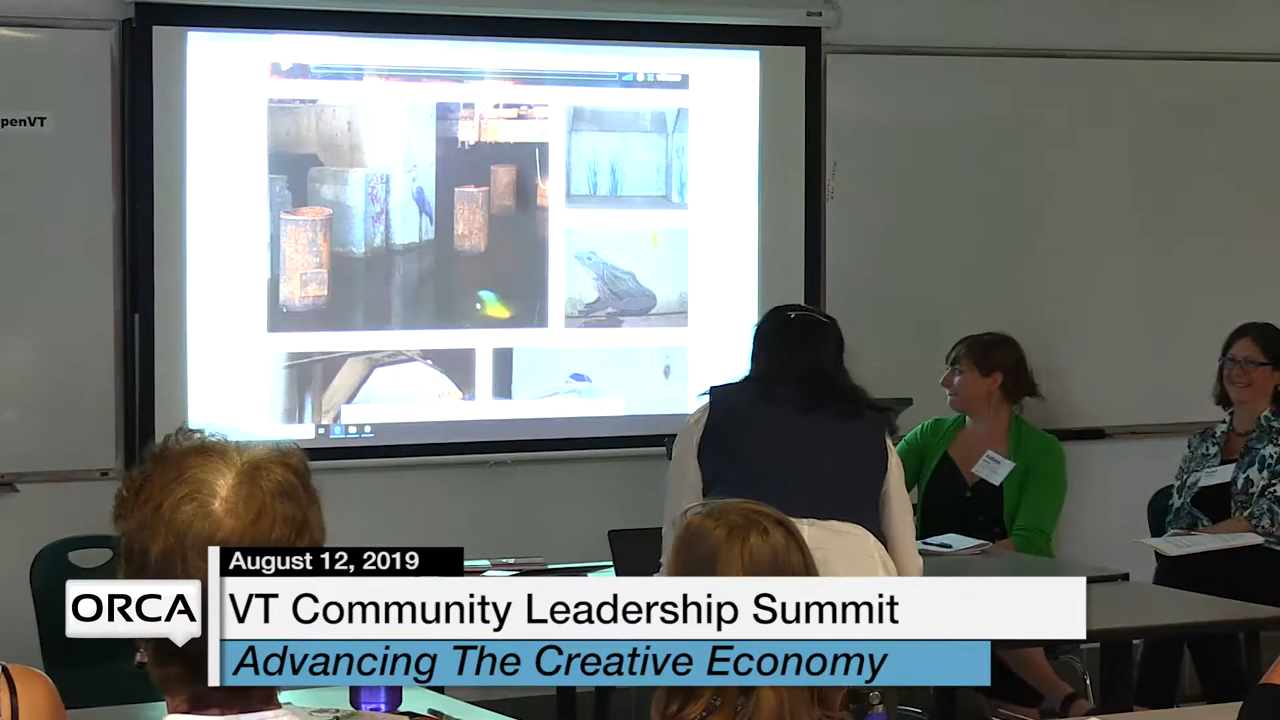 penVT
August 12, 2019
ORCA
VT Community Leadership Summit
Advancing The Creative Economy